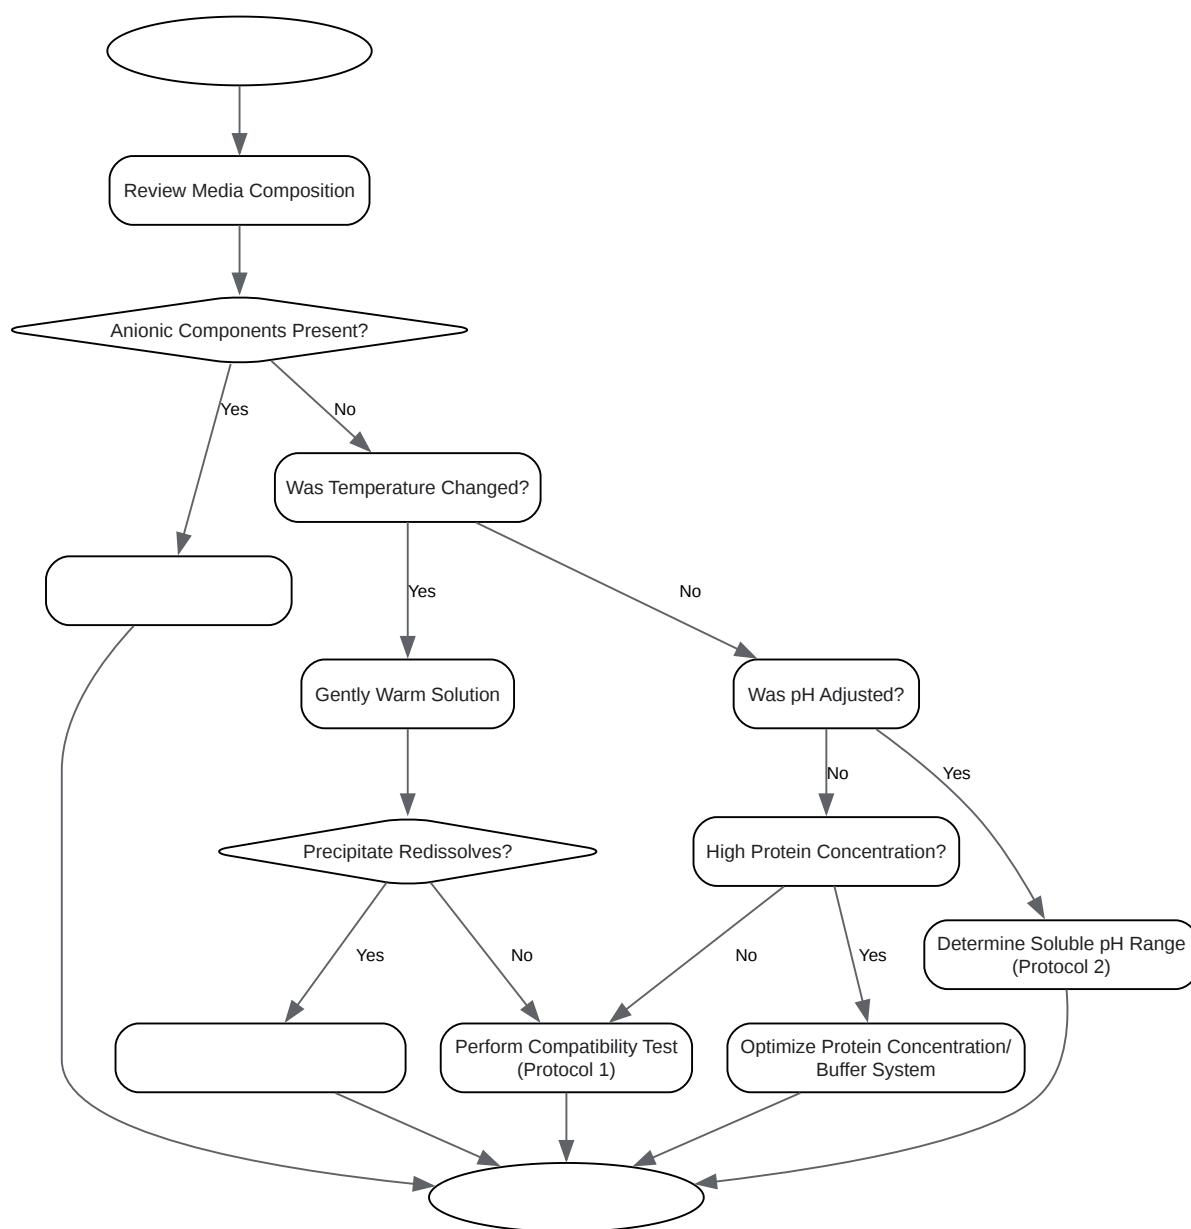 Review Media Composition
Anionic Components Present?
Yes
No
Was Temperature Changed?
Yes
No
Gently Warm Solution
Was pH Adjusted?
No
Yes
Precipitate Redissolves?
High Protein Concentration?
Yes
No
No
Yes
Determine Soluble pH Range
(Protocol 2)
Perform Compatibility Test
(Protocol 1)
Optimize Protein Concentration/
Buffer System